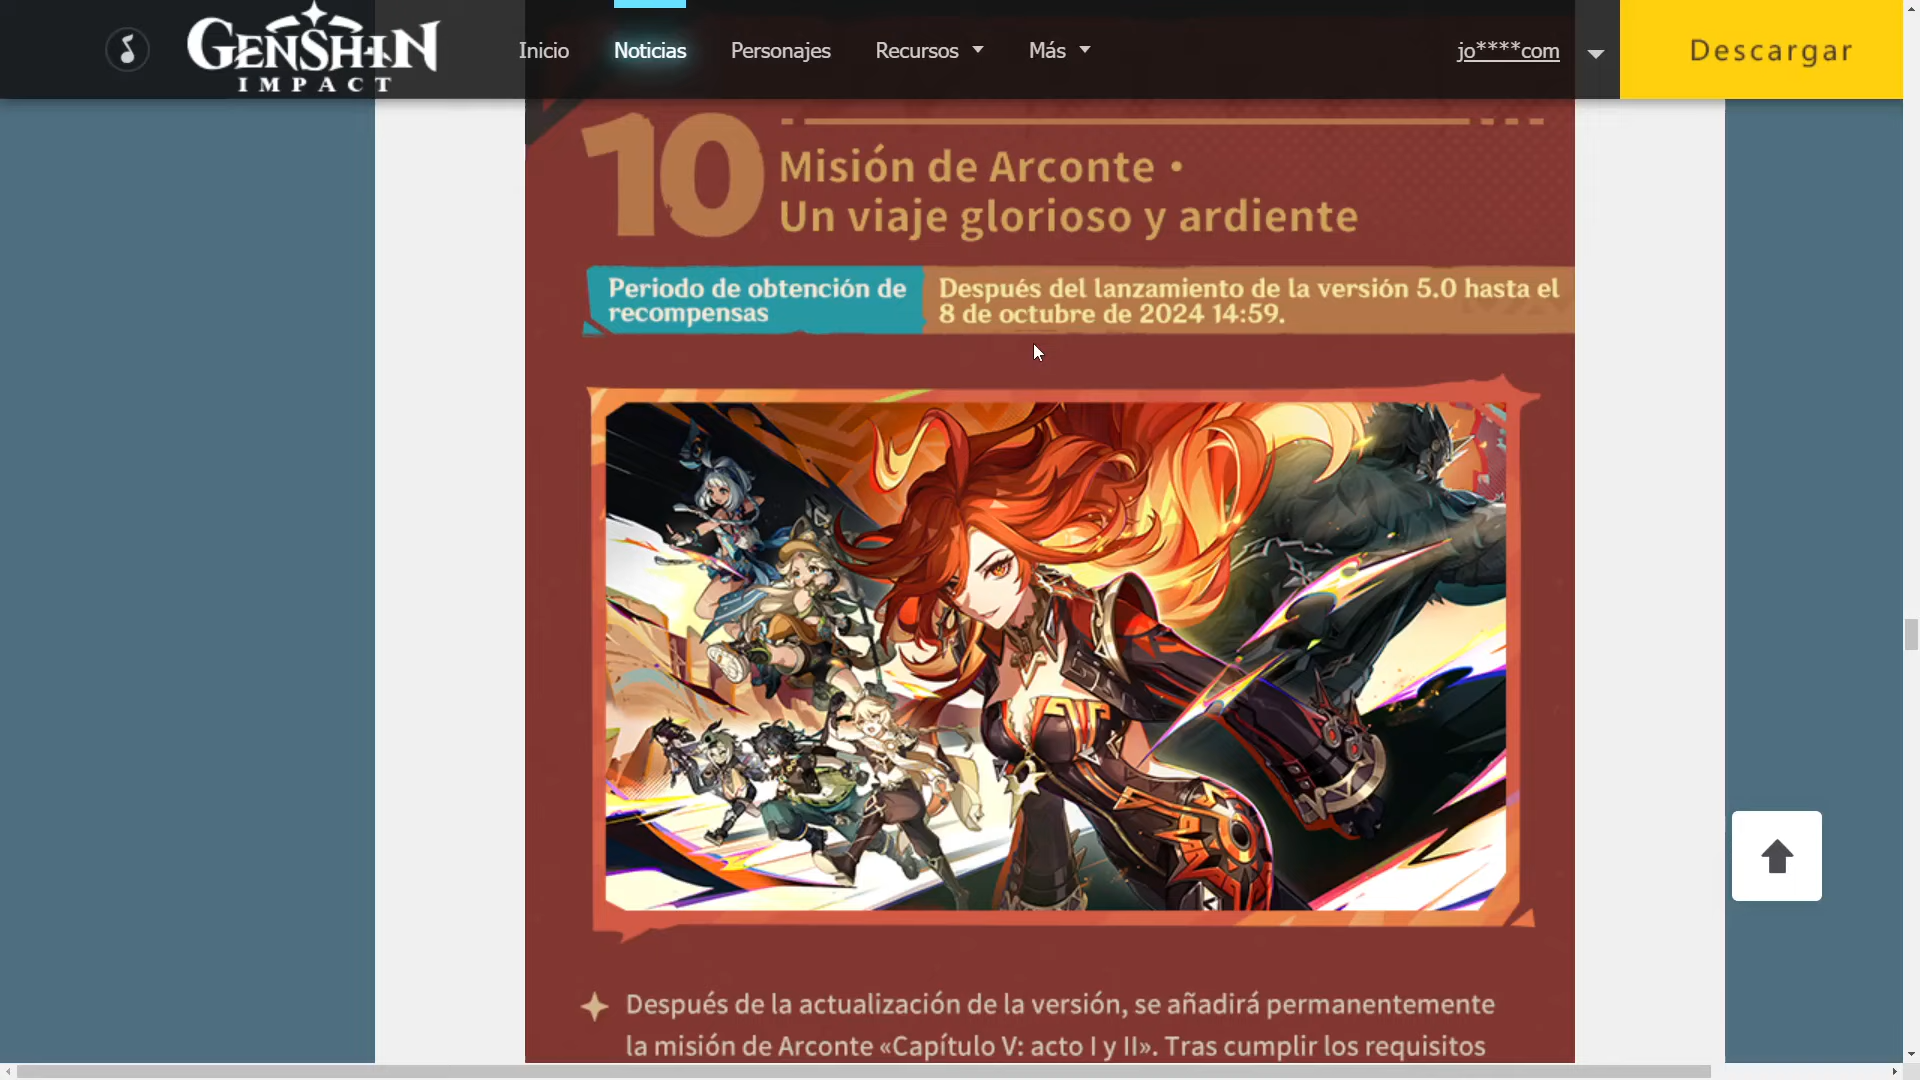 GENSHIN
IMPACT
Inicio
Noticias
Personajes
Recursos
Más
jo****com
Descargar
10
Misión de Arconte •
Un viaje glorioso y ardiente
Periodo de obtención de
recompensas
Después del lanzamiento de la versión 5.0 hasta el
8 de octubre de 2024 14:59.
Después de la actualización de la versión, se añadirá permanentemente
la misión de Arconte «Capítulo V: acto I y II». Tras cumplir los requisitos